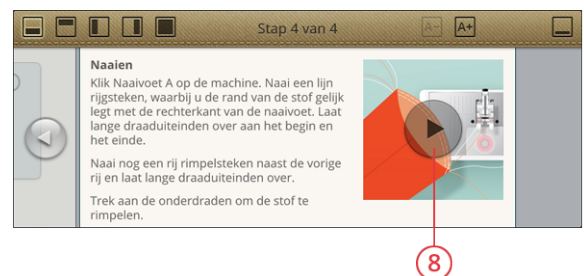 Stap 4 van 4
A-
A+
Naaien
Klik Naaivoet A op de machine. Naai een lijn
rijgsteken, waarbij u de rand van de stof gelijk
legt met de rechterkant van de naaivoet. Laat
lange draaduiteinden over aan het begin en
het einde.
Naai nog een rij rimpelsteken naast de vorige
rij en laat lange draaduiteinden over.
Trek aan de onderdraden om de stof te
rimpelen.
8